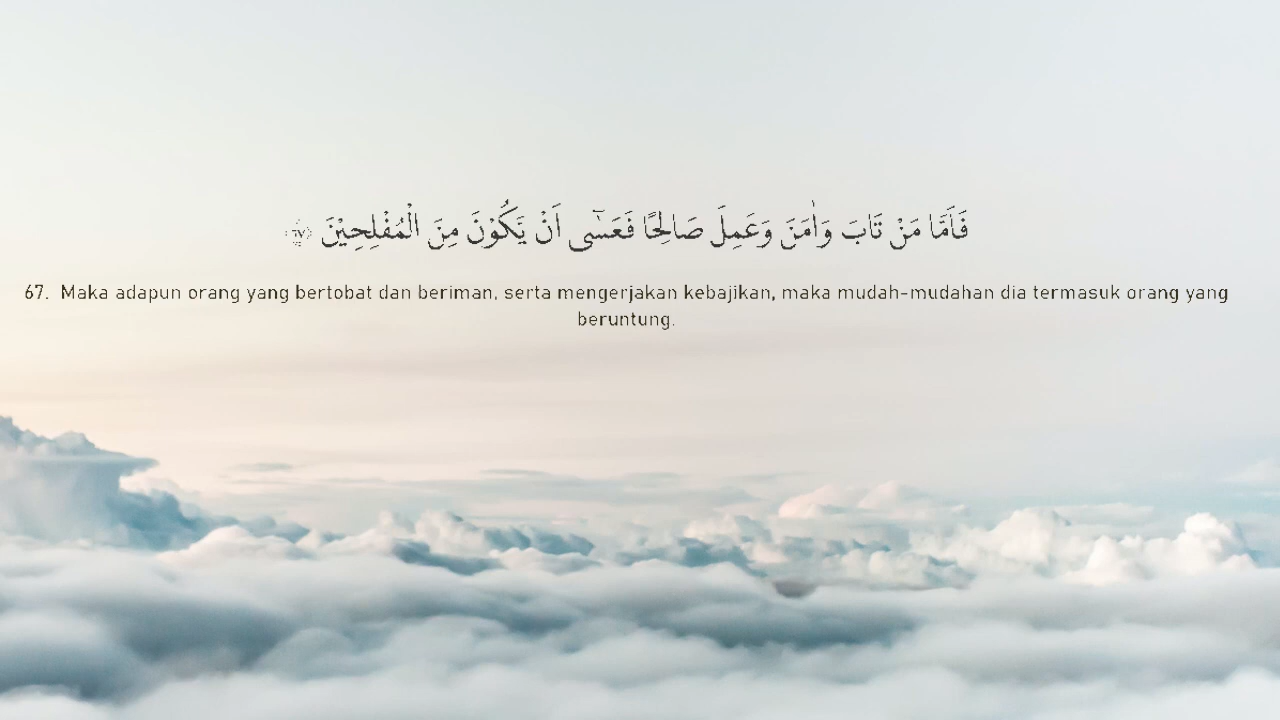 فَاَمَّا مَنْ تَابَ وَاٰمَنَ وَعَمِلَ صَالِحًا فَعَسٰٓى اَنْ يَّكُوْنَ مِنَ الْمُفْلِحِيْنَ ﴿٦٧﴾
67. Maka adapun orang yang bertobat dan beriman, serta mengerjakan kebajikan, maka mudah-mudahan dia termasuk orang yang
beruntung.